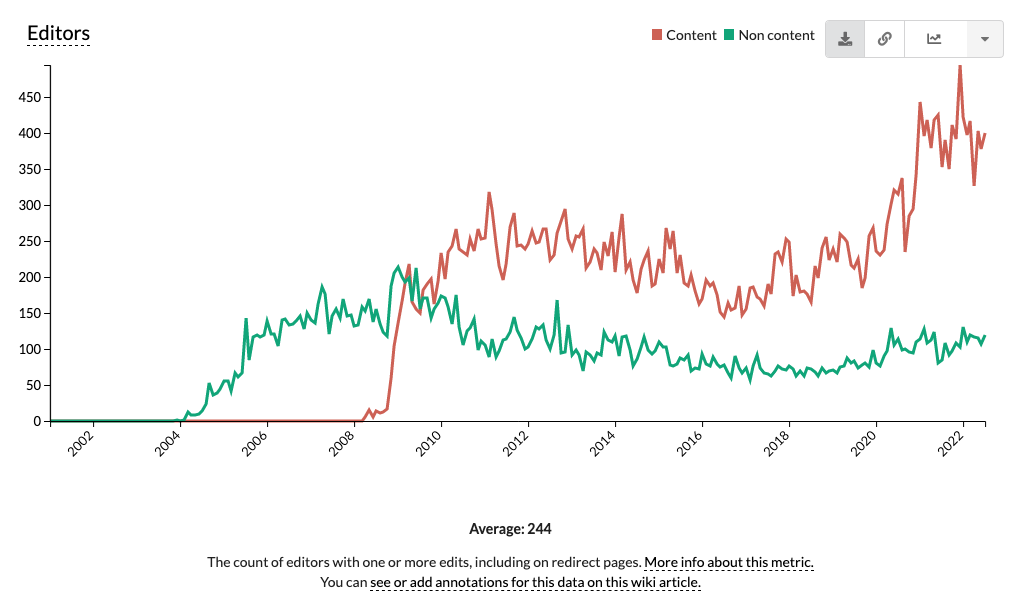 Editors
Content Non content
450
400
350
300
250
200
150
100
50
0
2002 2004 2006 2008 2010 2012 2014 2016 2018 2020 2022
Average: 244
The count of editors with one or more edits, including on redirect pages. More info about this metric.
You can see or add annotations for this data on this wiki article.